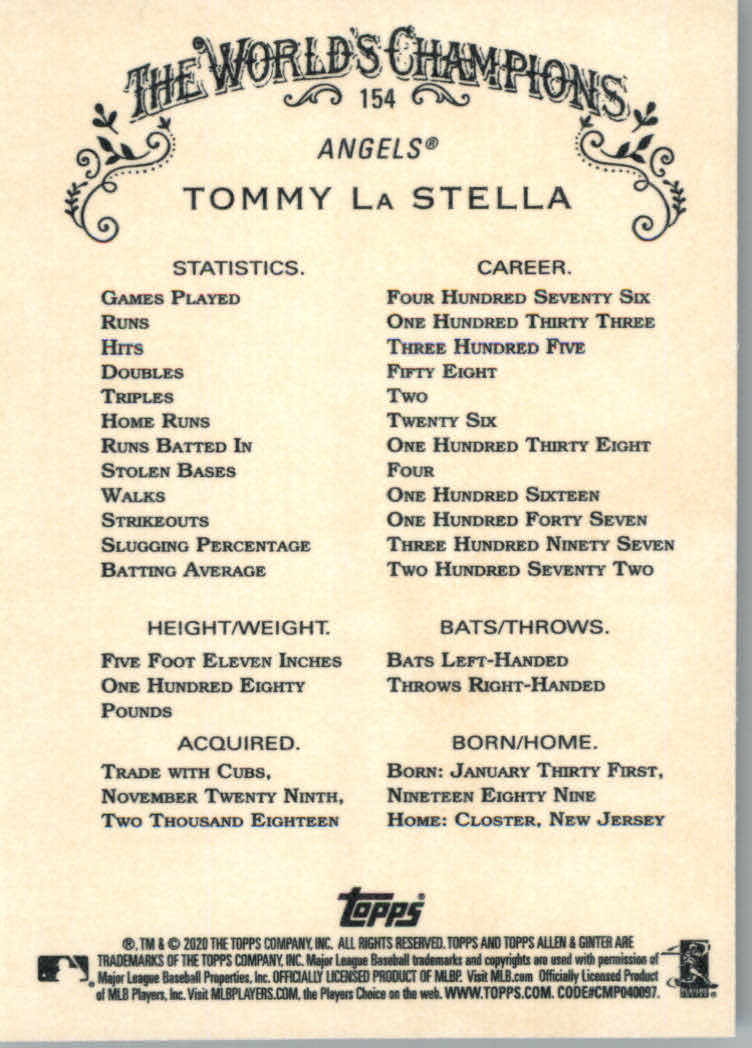 THE WORLD'S CHAMPIONS
154
ANGELS®
TOMMY LA STELLA
STATISTICS. CAREER.
GAMES PLAYED FOUR HUNDRED SEVENTY SIX
RUNS ONE HUNDRED THIRTY THREE
HITS THREE HUNDRED FIVE
DOUBLES FIFTY EIGHT
TRIPLES TWO
HOME RUNS TWENTY SIX
RUNS BATTED IN ONE HUNDRED THIRTY EIGHT
STOLEN BASES FOUR
WALKS ONE HUNDRED SIXTEEN
STRIKEOUTS ONE HUNDRED FORTY SEVEN
SLUGGING PERCENTAGE THREE HUNDRED NINETY SEVEN
BATTING AVERAGE TWO HUNDRED SEVENTY TWO
HEIGHT/WEIGHT.
FIVE FOOT ELEVEN INCHES
ONE HUNDRED EIGHTY
POUNDS
BATS/THROWS.
BATS LEFT-HANDED
THROWS RIGHT-HANDED
ACQUIRED.
TRADE WITH CUBS,
NOVEMBER TWENTY NINTH,
TWO THOUSAND EIGHTEEN
BORN/HOME.
BORN: JANUARY THIRTY FIRST,
NINETEEN EIGHTY NINE
HOME: CLOSTER, NEW JERSEY
Topps®
®, TM & © 2020 THE TOPPS COMPANY, INC. ALL RIGHTS RESERVED. TOPPS AND TOPPS ALLEN & GINTER ARE
TRADEMARKS OF THE TOPPS COMPANY, INC. Major League Baseball trademarks and copyrights are used with permission of
Major League Baseball Properties, Inc. OFFICIALLY LICENSED PRODUCT OF MLBP. Visit MLB.com Officially Licensed Product
of MLB Players, Inc. Visit MLBPLAYERS.COM, the Players Choice on the web. WWW.TOPPS.COM. CODE#CMP040097.